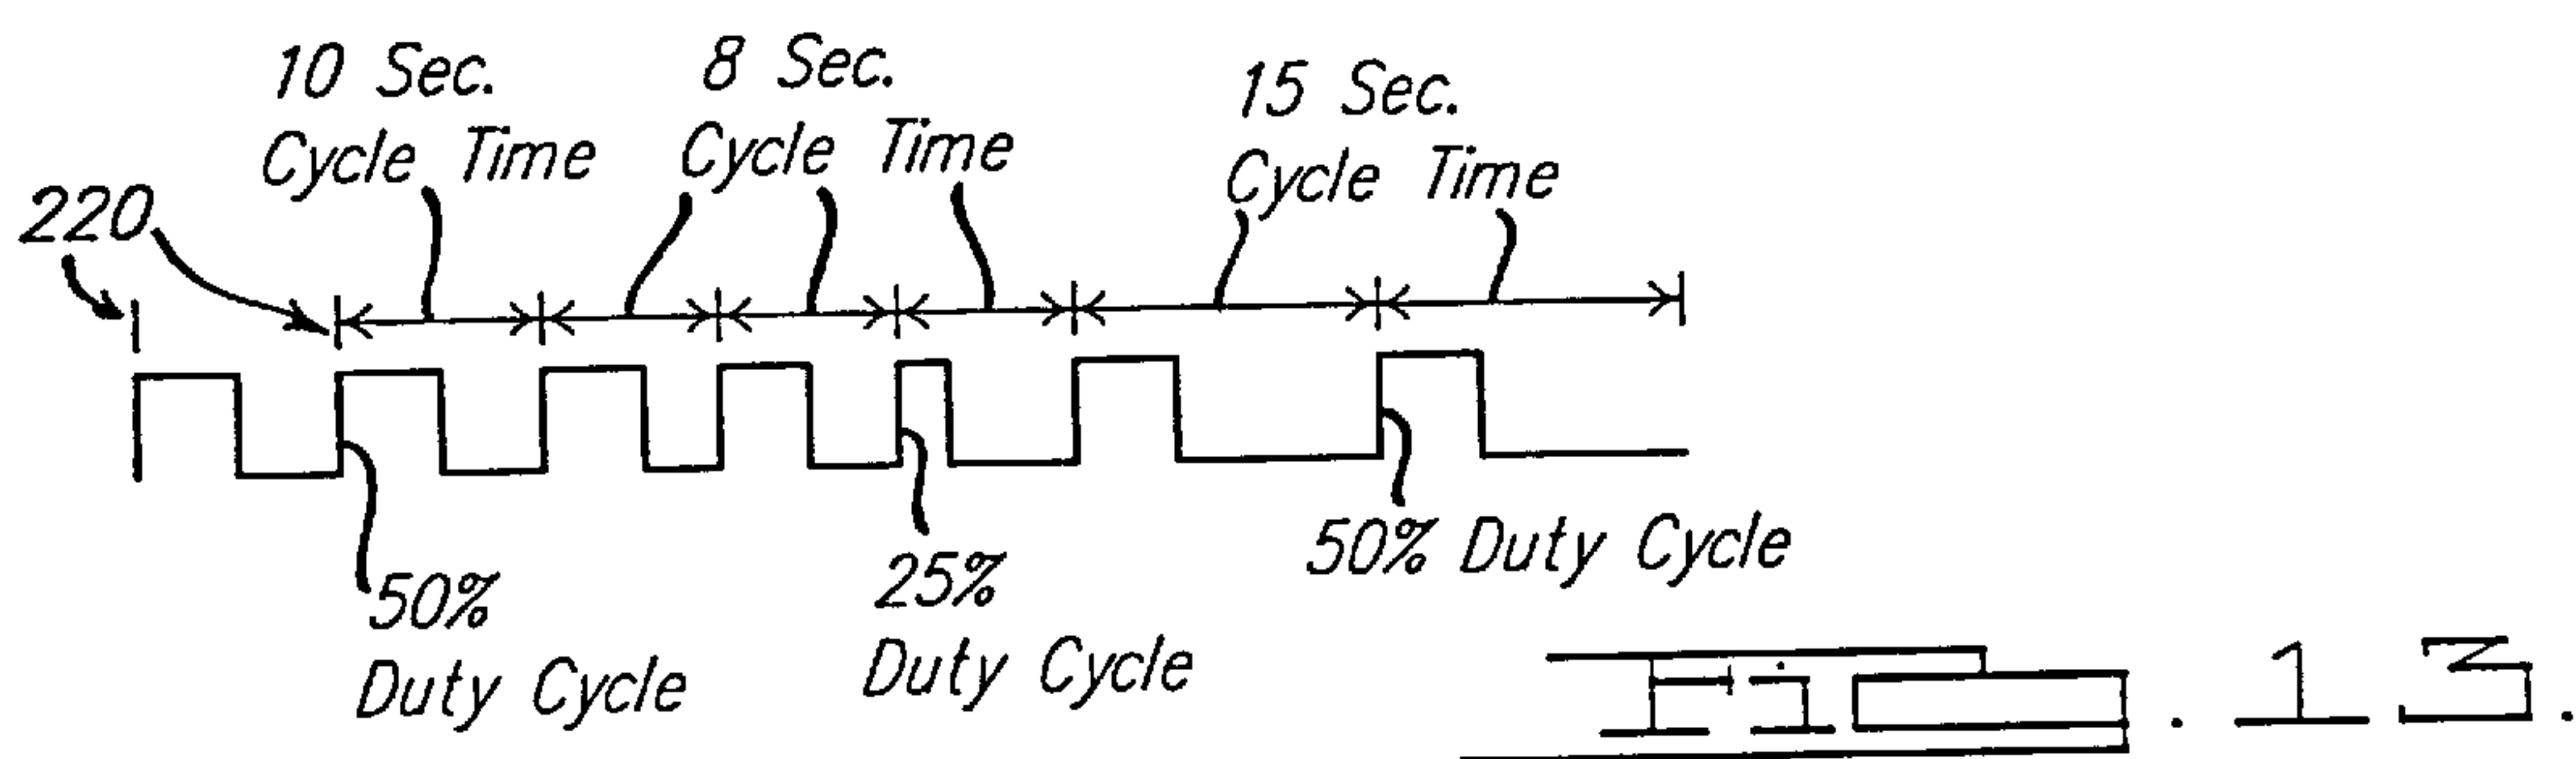 10 Sec.
Cycle Time
8 Sec.
Cycle Time
15 Sec.
Cycle Time
220
50%
Duty Cycle
25%
Duty Cycle
50% Duty Cycle
Fig. 13.